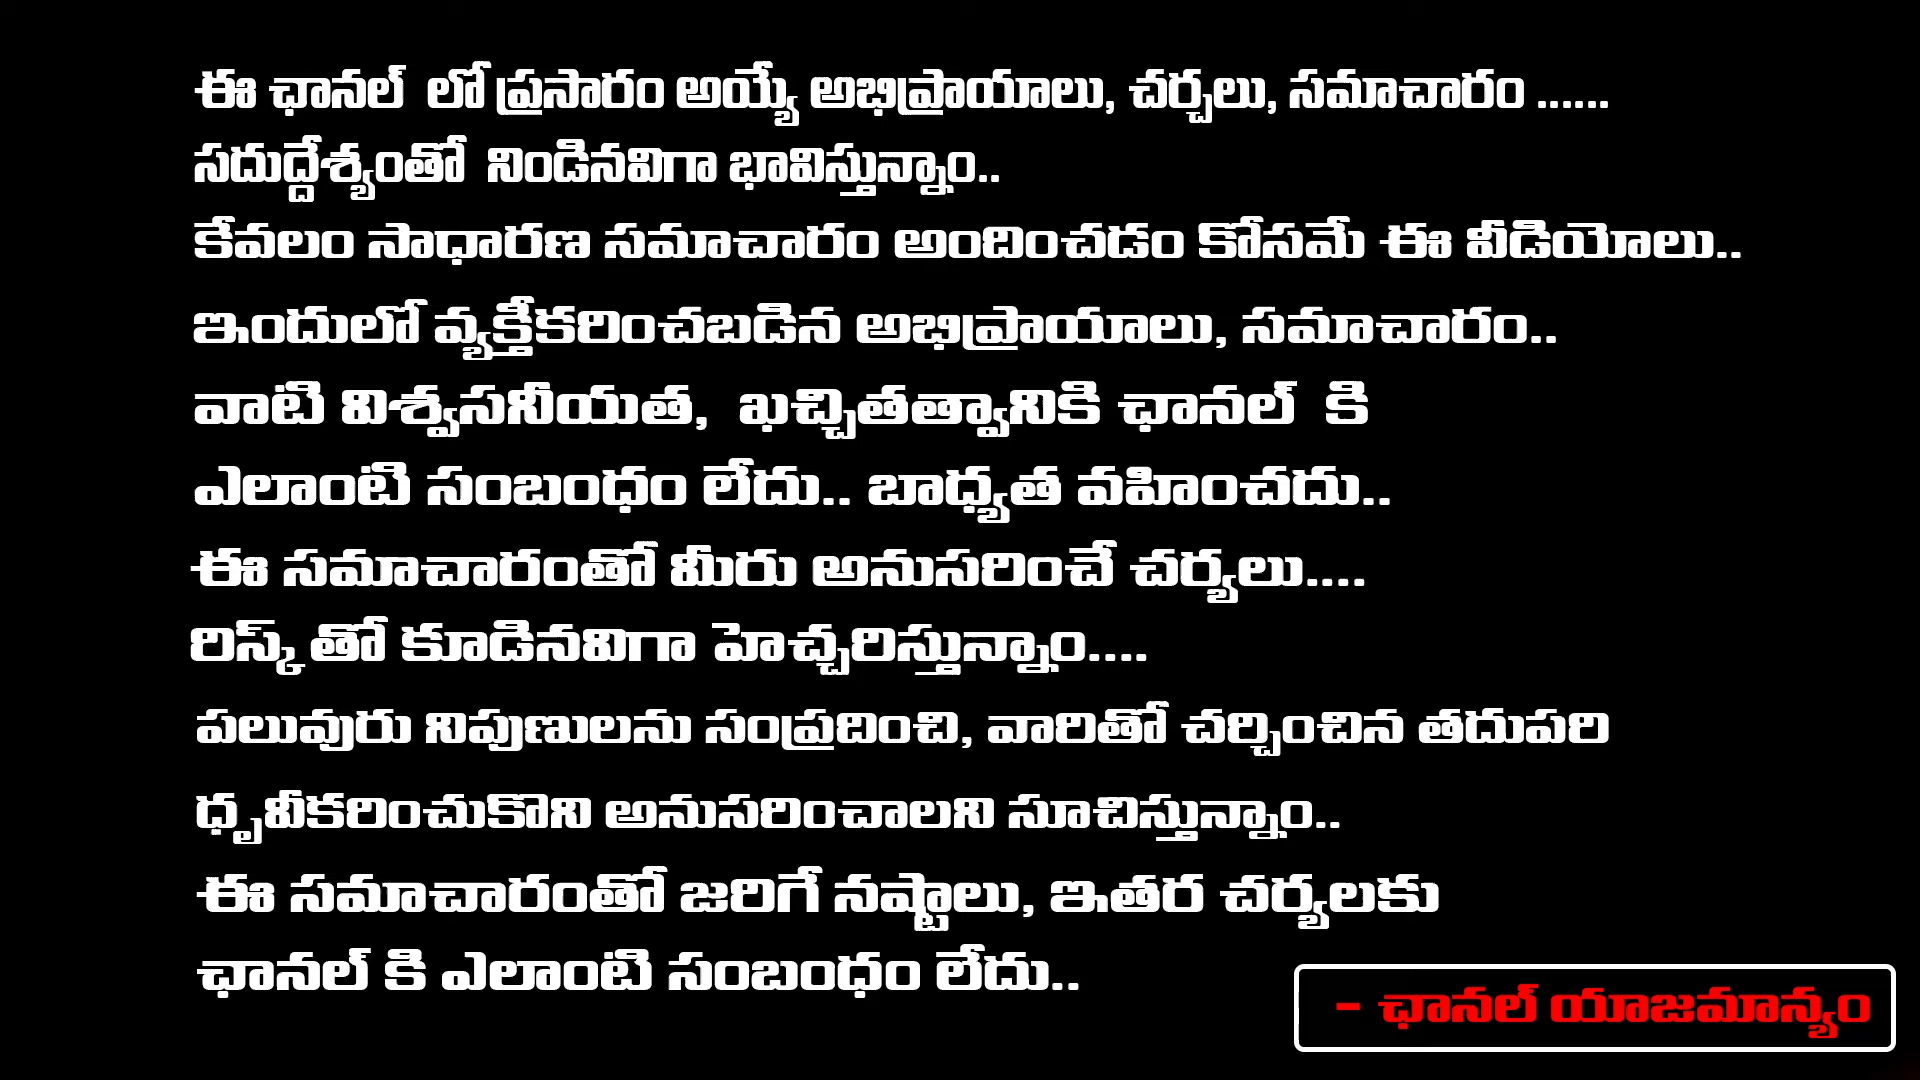 ఈ ఛానల్ లో ప్రసారం అయ్యే అభిప్రాయాలు, చర్చలు, సమాచారం ......
సదుద్దేశ్యంతో నిండినవిగా భావిస్తున్నాం..
కేవలం సాధారణ సమాచారం అందించడం కోసమే ఈ వీడియోలు..
ఇందులో వ్యక్తీకరించబడిన అభిప్రాయాలు, సమాచారం..
వాటి విశ్వసనీయత, ఖచ్చితత్వానికి ఛానల్ కి
ఎలాంటి సంబంధం లేదు.. బాధ్యత వహించదు..
ఈ సమాచారంతో మీరు అనుసరించే చర్యలు....
రిస్క్ తో కూడినవిగా హెచ్చరిస్తున్నాం....
పలువురు నిపుణులను సంప్రదించి, వారితో చర్చించిన తదుపరి
ధృవీకరించుకొని అనుసరించాలని సూచిస్తున్నాం..
ఈ సమాచారంతో జరిగే నష్టాలు, ఇతర చర్యలకు
ఛానల్ కి ఎలాంటి సంబంధం లేదు..
- ఛానల్ యాజమాన్యం